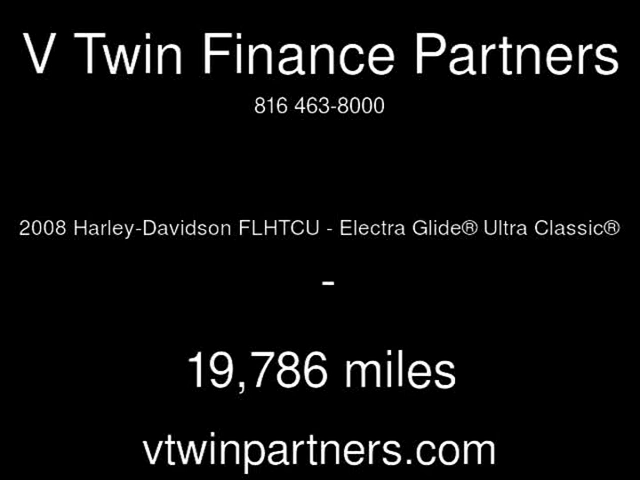 V Twin Finance Partners
816 463-8000
2008 Harley-Davidson FLHTCU - Electra Glide® Ultra Classic®
-
19,786 miles
vtwinpartners.com